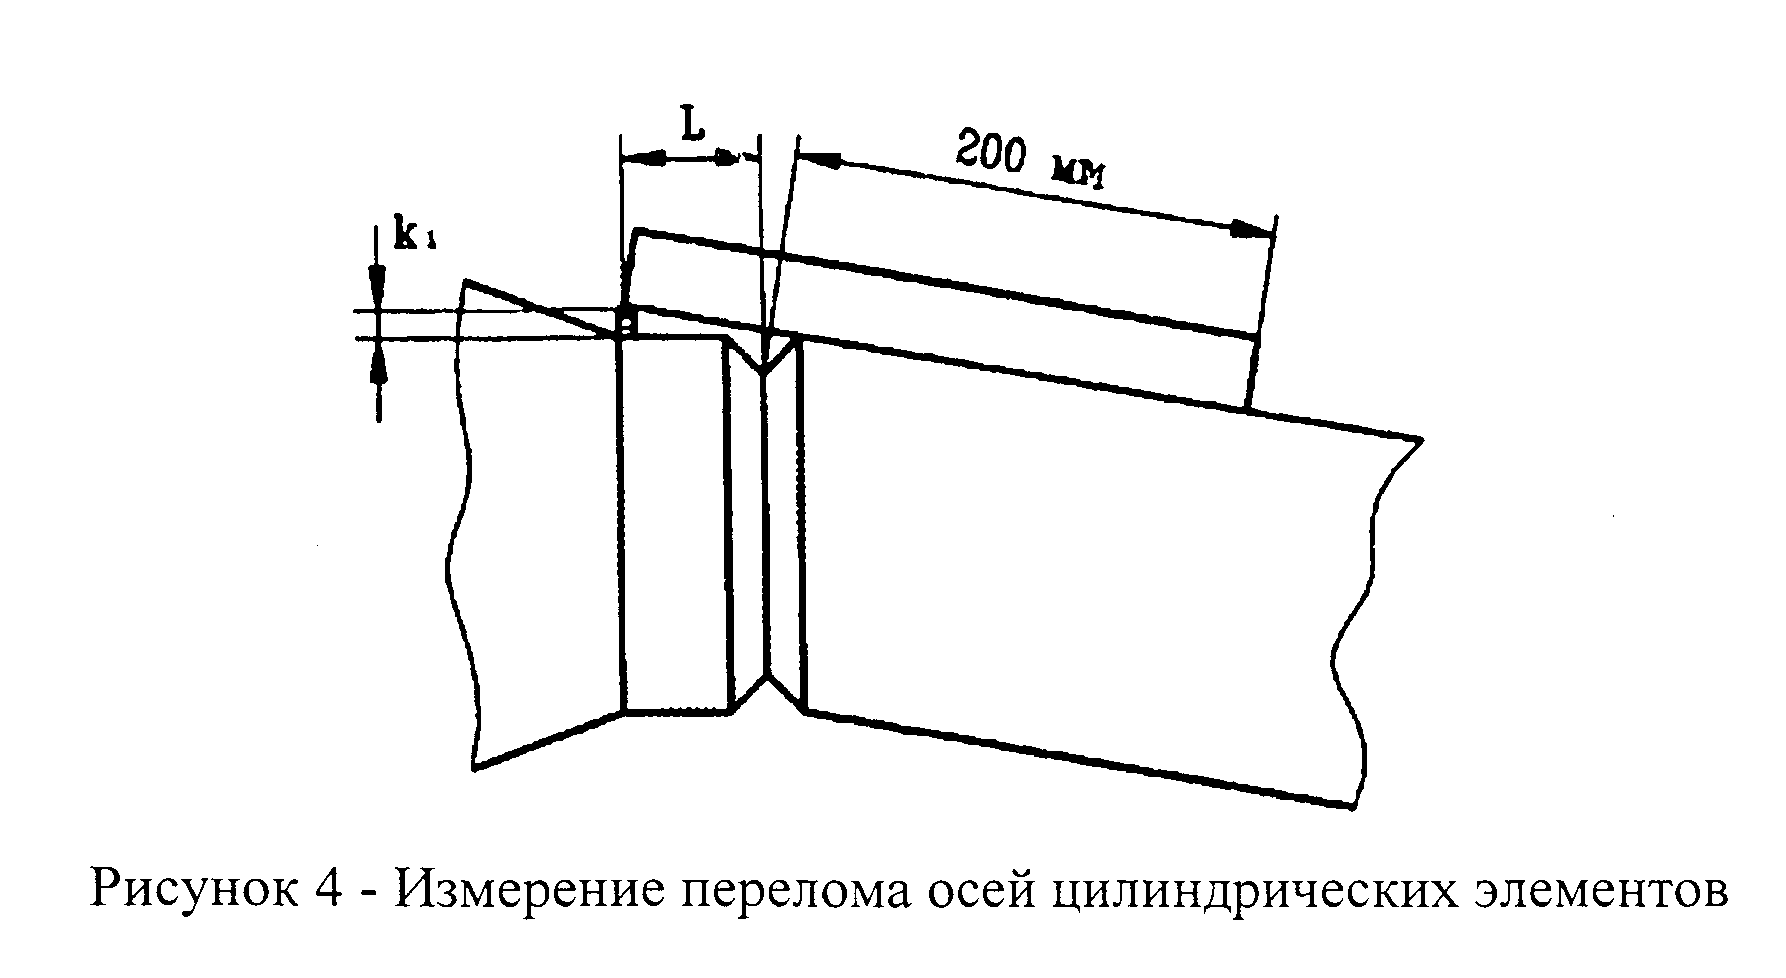 L
200 мм
k₁
Рисунок 4 - Измерение перелома осей цилиндрических элементов